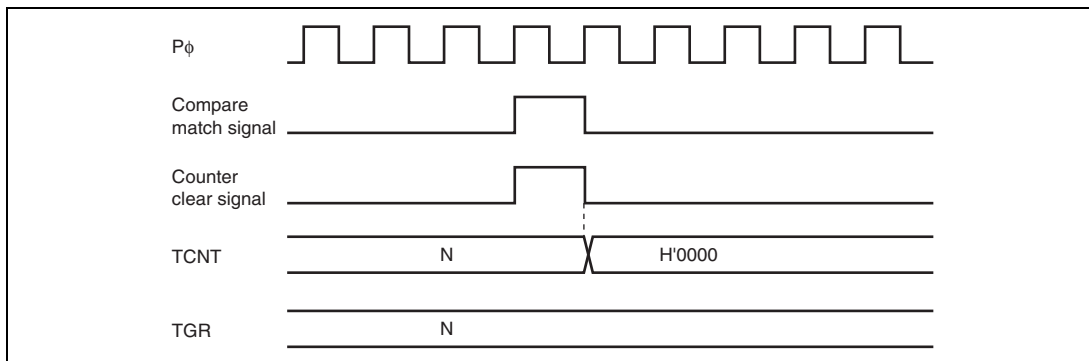 Pϕ
Compare
match signal
Counter
clear signal
TCNT
N
H'0000
TGR
N